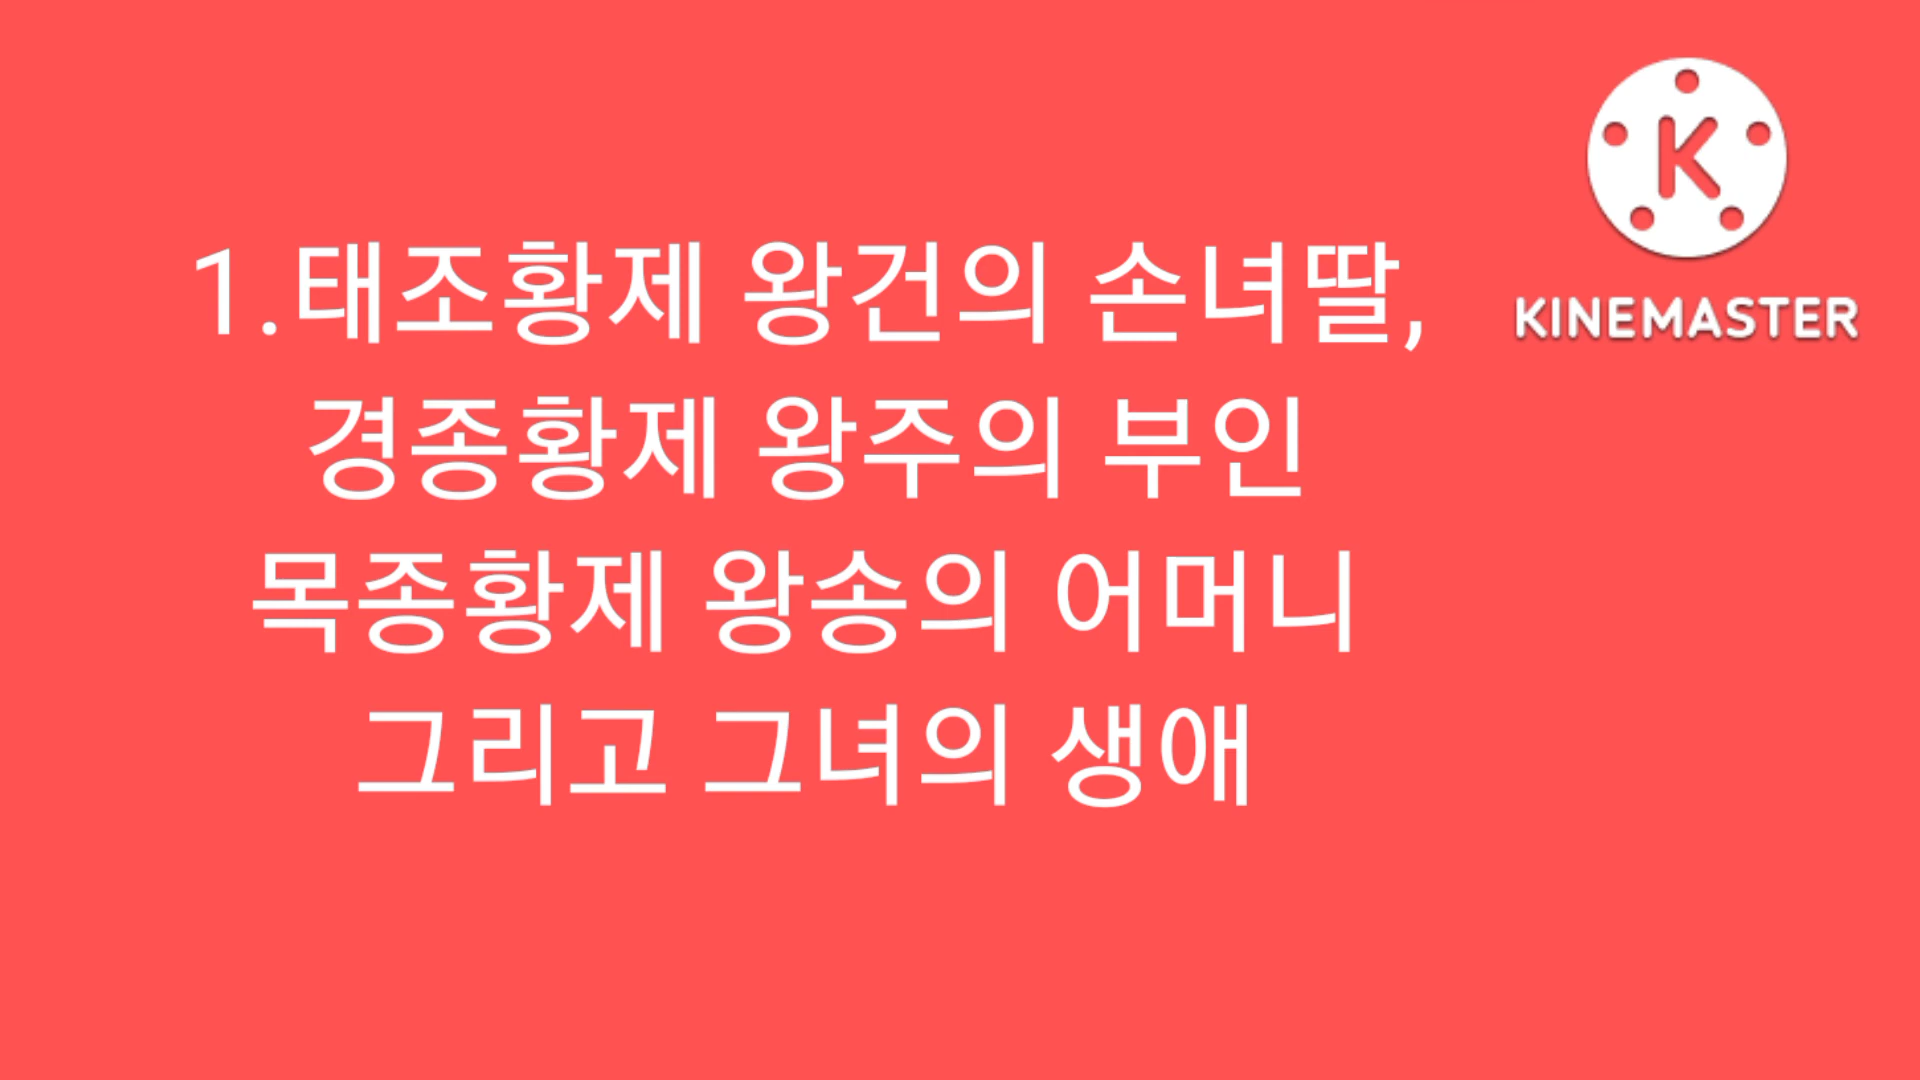 1.태조황제 왕건의 손녀딸,
경종황제 왕주의 부인
목종황제 왕송의 어머니
그리고 그녀의 생애
K
KINEMASTER